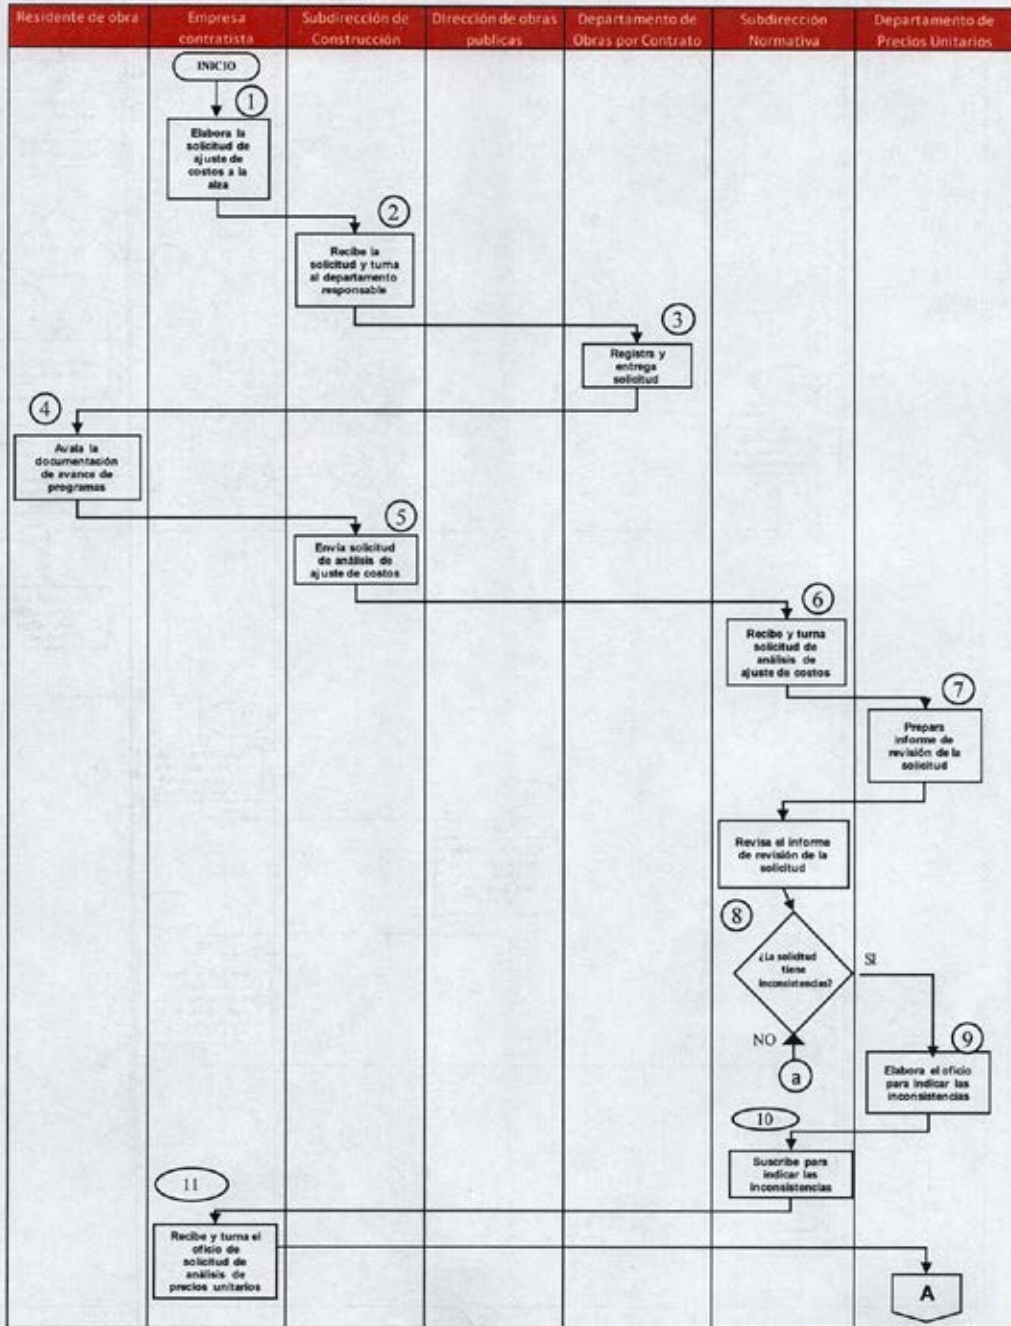 Residente de obra
Empresa
contratista
Subdirección de
Construcción
Dirección de obras
publicas
Departamento de
Obras por Contrato
Subdirección
Normativa
Departamento de
Precios Unitarios
INICIO
1
Elabora la
solicitud de
ajuste de
costos a la
alza
2
Recibe la
solicitud y turna
al departamento
responsable
3
Registra y
entrega
solicitud
4
Avala la
documentación
de avance de
programas
5
Envía solicitud
de análisis de
ajuste de costos
6
Recibe y turna
solicitud de
análisis de
ajuste de costos
7
Prepara
informe de
revisión de la
solicitud
Revisa el informe
de revisión de la
solicitud
8
¿La solicitud
tiene
inconsistencias?
SI
NO
a
9
Elabora el oficio
para indicar las
inconsistencias
10
Suscribe para
indicar las
inconsistencias
11
Recibe y turna el
oficio de
solicitud de
análisis de
precios unitarios
A